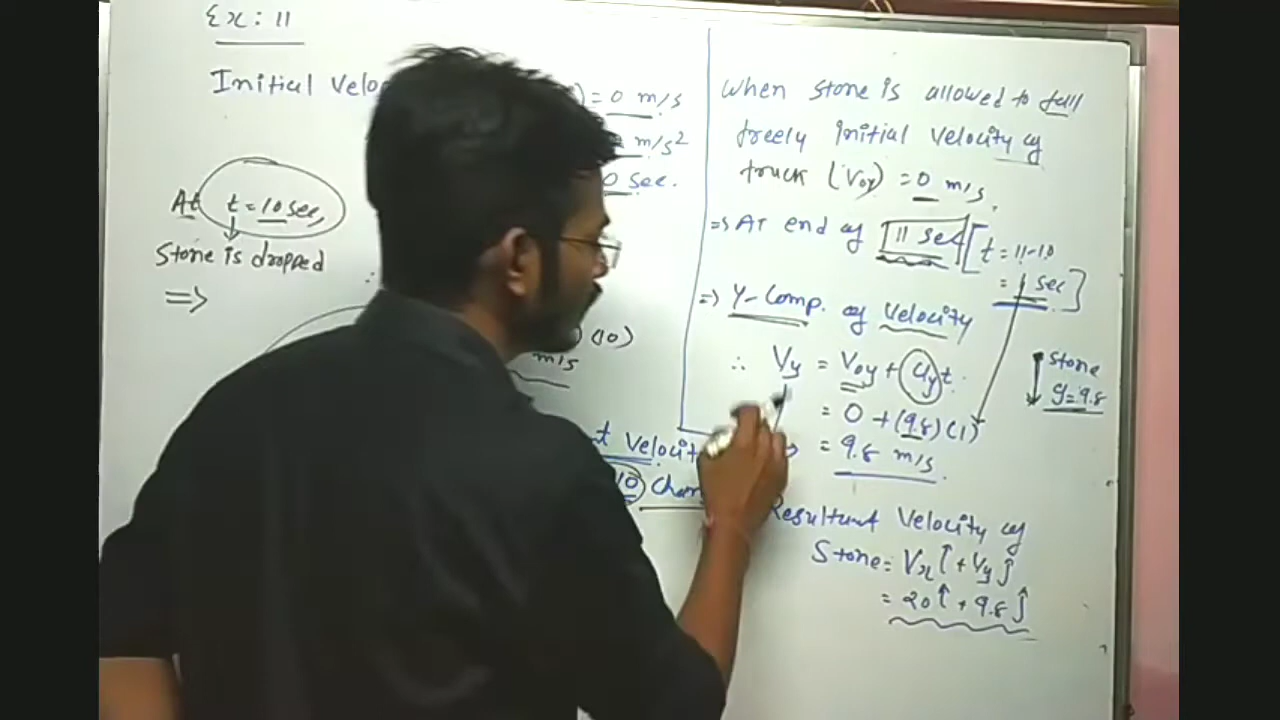 Ex: 11
Initial Velo
) = 0 m/s
m/s²
0 sec.
At t = 10 sec,
Stone is dropped
⇒
∴
(10)
m/s
t Velocit
10 Chan
When stone is allowed to fall
freely initial velocity of
truck (Voy) = 0 m/s.
⇒ At end of [11 sec] [t = 11-10
= 1 sec]
⇒ Y-Comp. of Velocity
∴ Vy = Voy + ayt.
= 0 + (9.8) (1)
= 9.8 m/s
stone
g = 9.8
Resultant Velocity of
Stone = Vx î + Vy ĵ
= 20 î + 9.8 ĵ